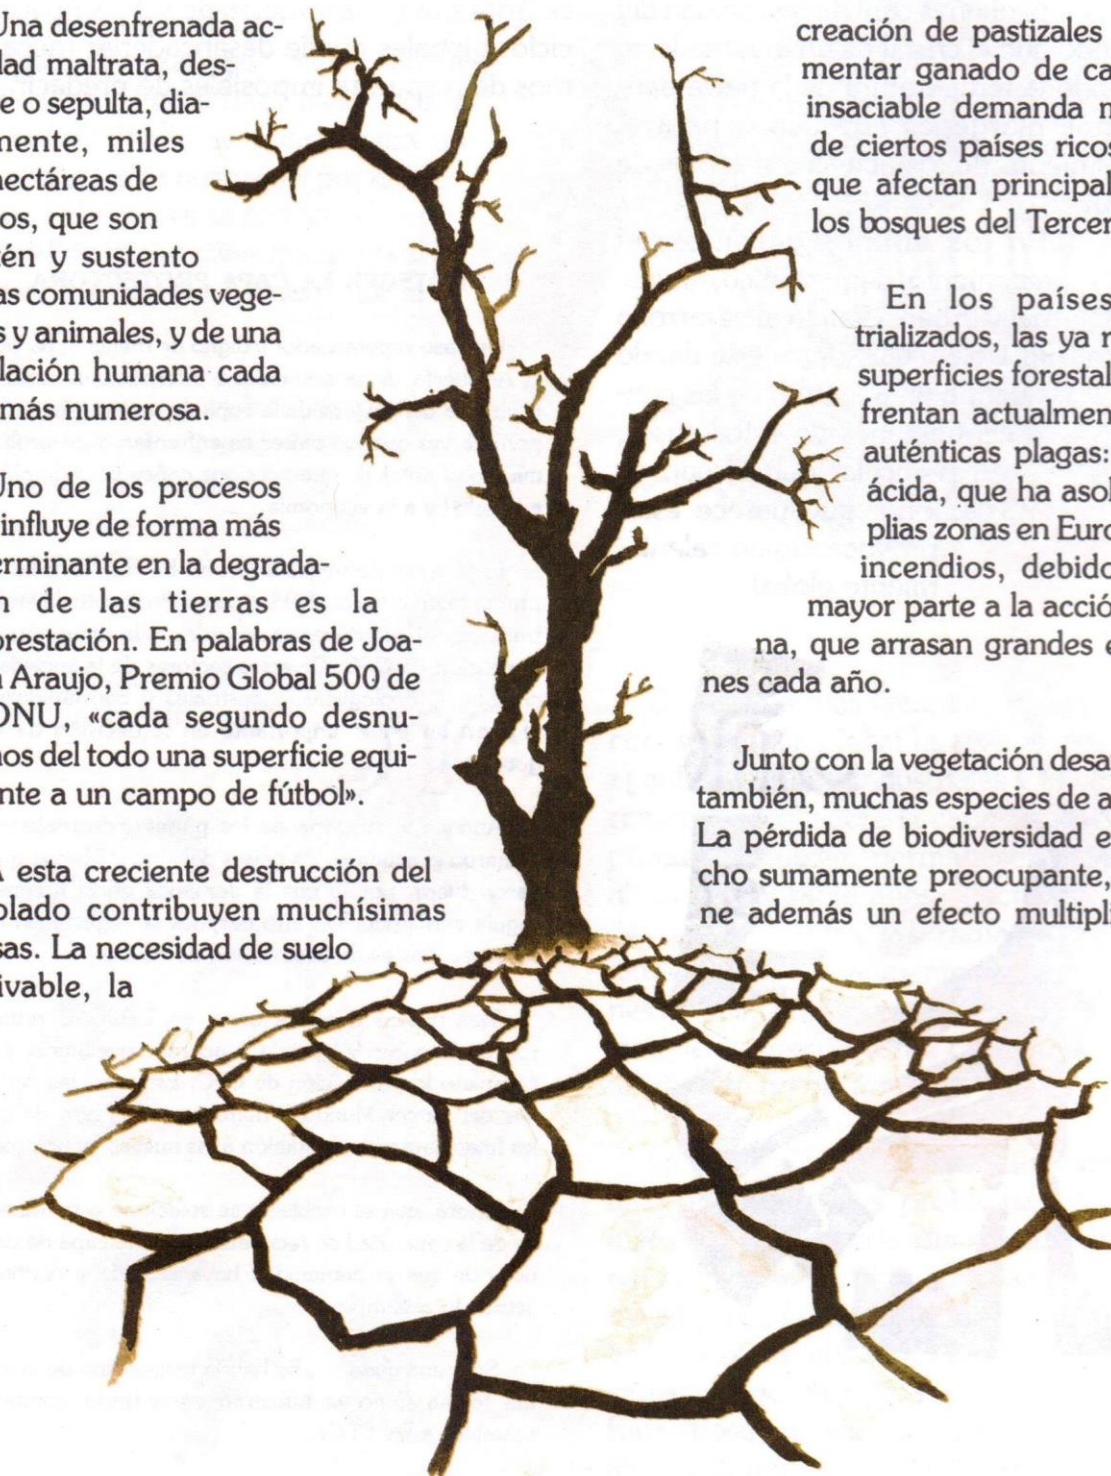 Una desenfrenada ac-
dad maltrata, des-
e o sepulta, dia-
mente, miles
hectáreas de
os, que son
tén y sustento
as comunidades vege-
s y animales, y de una
lación humana cada
más numerosa.
Uno de los procesos
influye de forma más
erminante en la degrada-
n de las tierras es la
orestación. En palabras de Joa-
n Araujo, Premio Global 500 de
ONU, «cada segundo desnu-
nos del todo una superficie equi-
nte a un campo de fútbol».
A esta creciente destrucción del
olado contribuyen muchísimas
sas. La necesidad de suelo
ivable, la
creación de pastizales
mentar ganado de ca
insaciable demanda m
de ciertos países ricos
que afectan principal
los bosques del Tercer
En los países
trializados, las ya r
superficies forestal
frentan actualmen
auténticas plagas:
ácida, que ha asol
plias zonas en Euro
incendios, debido
mayor parte a la acció
na, que arrasan grandes e
nes cada año.
Junto con la vegetación desa
también, muchas especies de a
La pérdida de biodiversidad e
cho sumamente preocupante,
ne además un efecto multipli